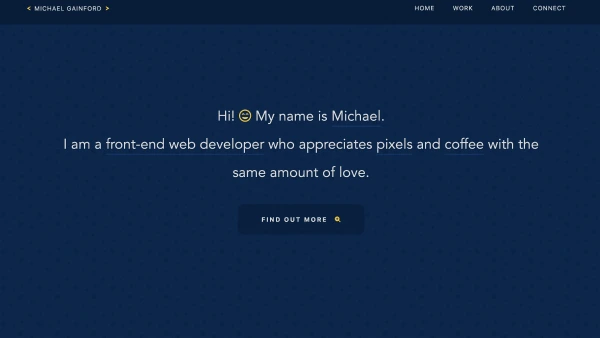 < MICHAEL GAINFORD >
HOME WORK ABOUT CONNECT
Hi! 😄 My name is Michael.
I am a front-end web developer who appreciates pixels and coffee with the
same amount of love.
FIND OUT MORE